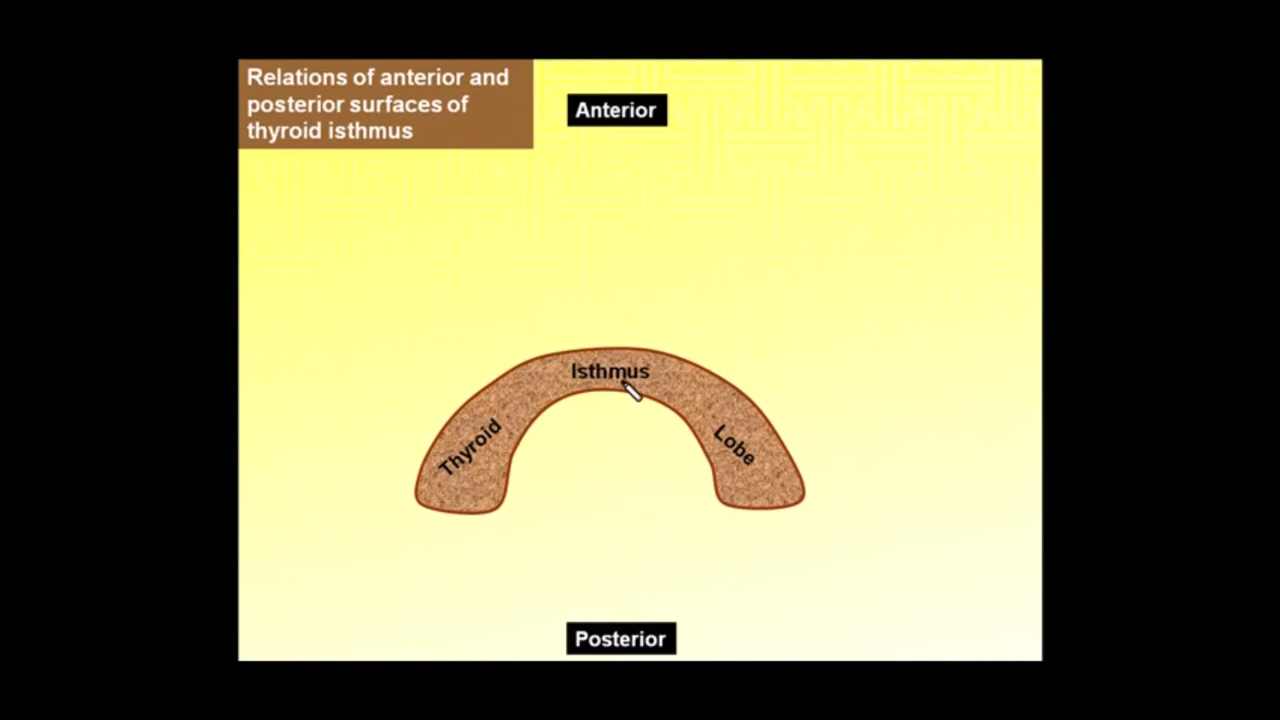 Relations of anterior and
posterior surfaces of
thyroid isthmus
Anterior
Isthmus
Thyroid
Lobe
Posterior